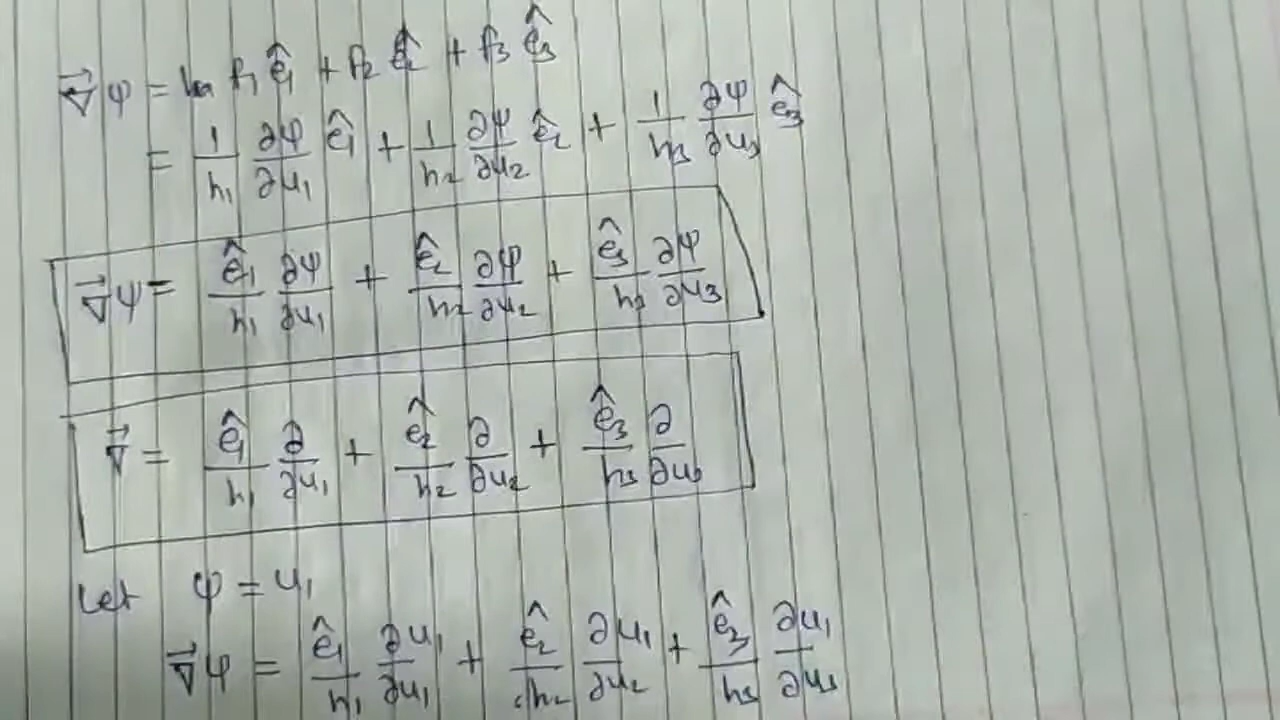 ∇⃗ψ = f₁ ê₁ + f₂ ê₂ + f₃ ê₃
= 1/h₁ ∂ψ/∂u₁ ê₁ + 1/h₂ ∂ψ/∂u₂ ê₂ + 1/h₃ ∂ψ/∂u₃ ê₃
∇⃗ψ = ê₁/h₁ ∂ψ/∂u₁ + ê₂/h₂ ∂ψ/∂u₂ + ê₃/h₃ ∂ψ/∂u₃
∇⃗ = ê₁/h₁ ∂/∂u₁ + ê₂/h₂ ∂/∂u₂ + ê₃/h₃ ∂/∂u₃
Let ψ = u₁
∇⃗ψ = ê₁/h₁ ∂u₁/∂u₁ + ê₂/h₂ ∂u₁/∂u₂ + ê₃/h₃ ∂u₁/∂u₃